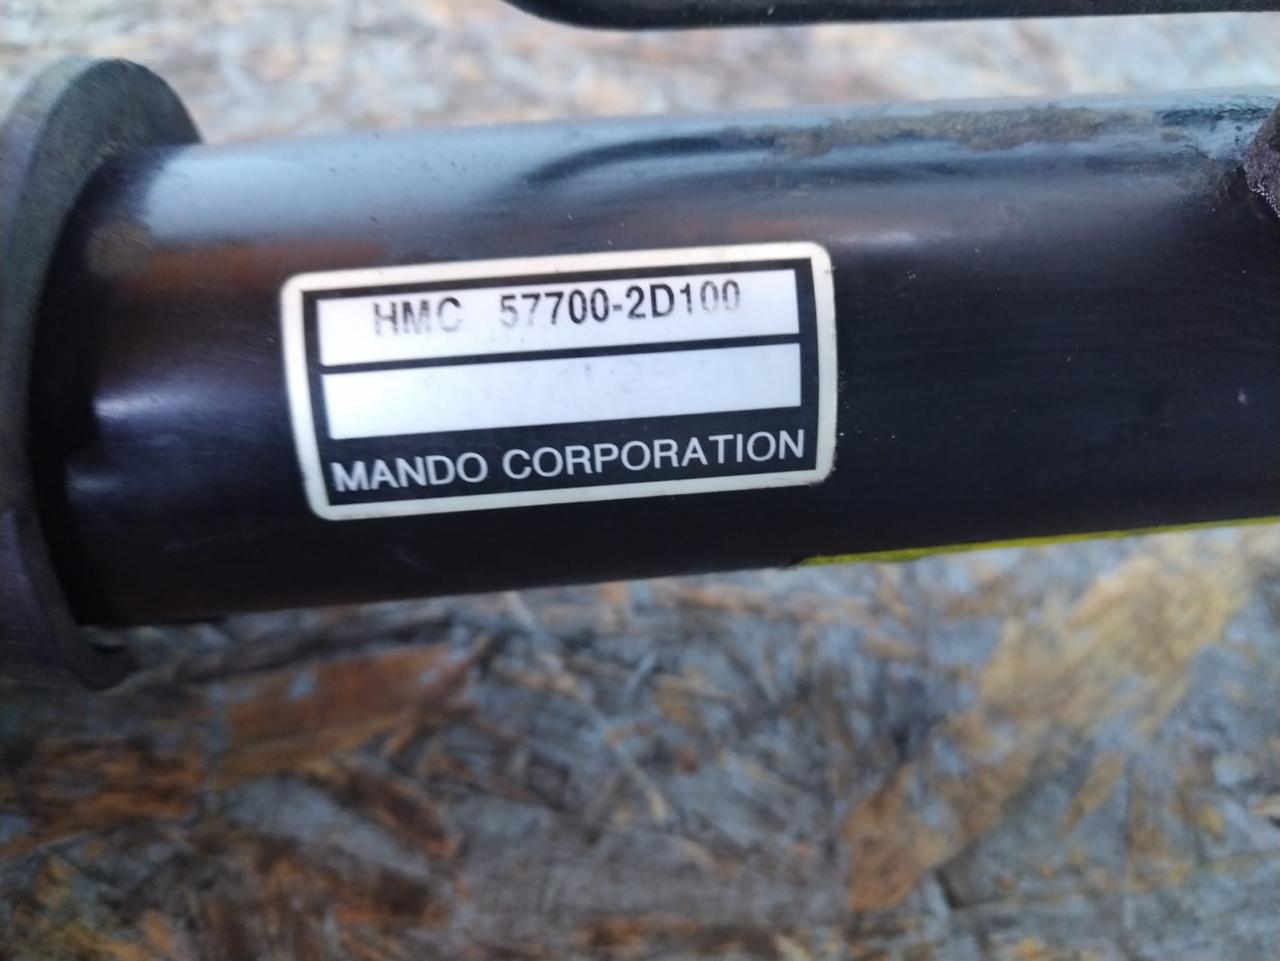 HMC 57700-2D100
MANDO CORPORATION